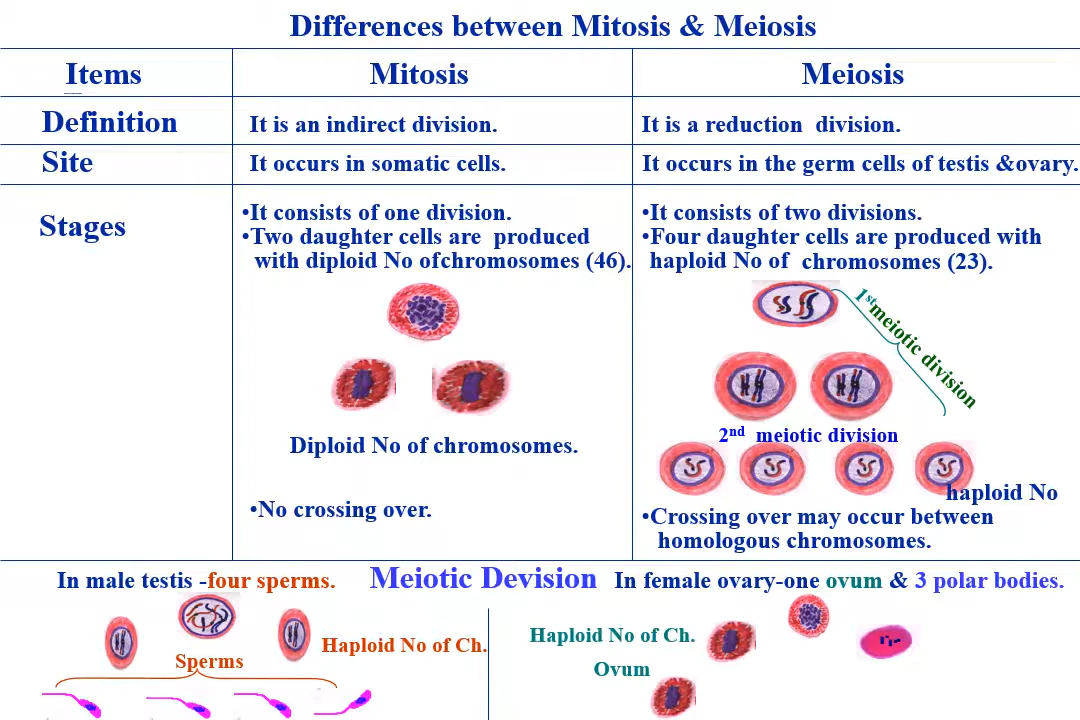 Differences between Mitosis & Meiosis
Items
Mitosis
Meiosis
Definition
It is an indirect division.
It is a reduction division.
Site
It occurs in somatic cells.
It occurs in the germ cells of testis &ovary.
Stages
•It consists of one division.
•Two daughter cells are produced
with diploid No ofchromosomes (46).
Diploid No of chromosomes.
•No crossing over.
•It consists of two divisions.
•Four daughter cells are produced with
haploid No of chromosomes (23).
1st meiotic division
2nd meiotic division
haploid No
•Crossing over may occur between
homologous chromosomes.
Meiotic Devision
In male testis -four sperms.
Haploid No of Ch.
Sperms
In female ovary-one ovum & 3 polar bodies.
Haploid No of Ch.
Ovum